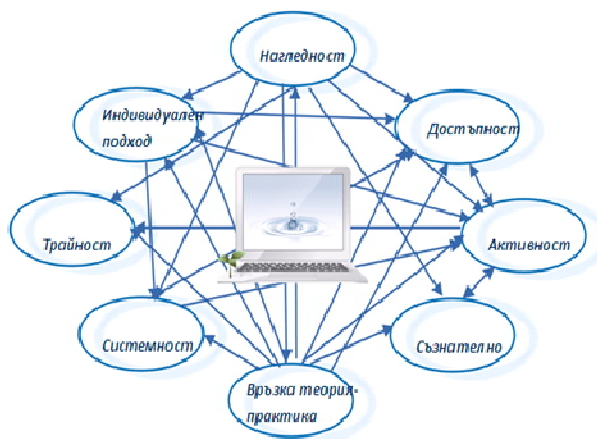 Нагледност
Индивидуален
подход
Достъпност
Трайност
Активност
Системност
Съзнателно
Връзка теория-
практика